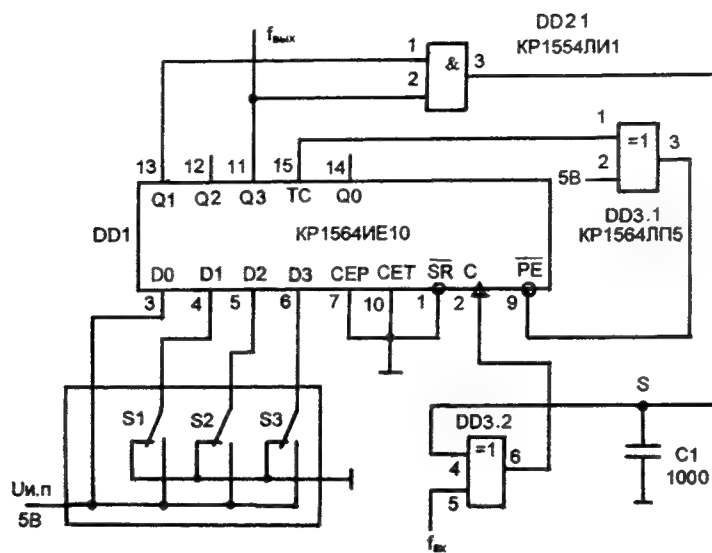 DD2 1
КР1554ЛИ1
fвых
1
2
&
3
1
2
=1
3
5В
DD3.1
КР1564ЛП5
13
12
11
15
14
Q1
Q2
Q3
TC
Q0
DD1
КР1564ИЕ10
D0
D1
D2
D3
CEP
CET
SR
C
PE
3
4
5
6
7
10
1
2
9
S1
S2
S3
Uи.п
5В
DD3.2
=1
4
5
6
fвх
S
C1
1000